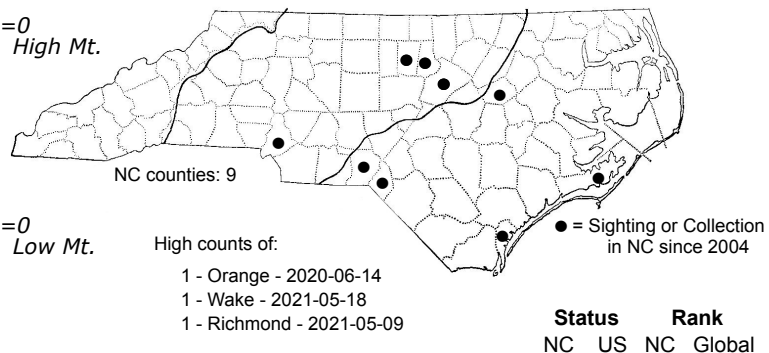 =0
High Mt.
NC counties: 9
=0
Low Mt.
High counts of:
1 - Orange - 2020-06-14
1 - Wake - 2021-05-18
1 - Richmond - 2021-05-09
● = Sighting or Collection
in NC since 2004
Status Rank
NC US NC Global